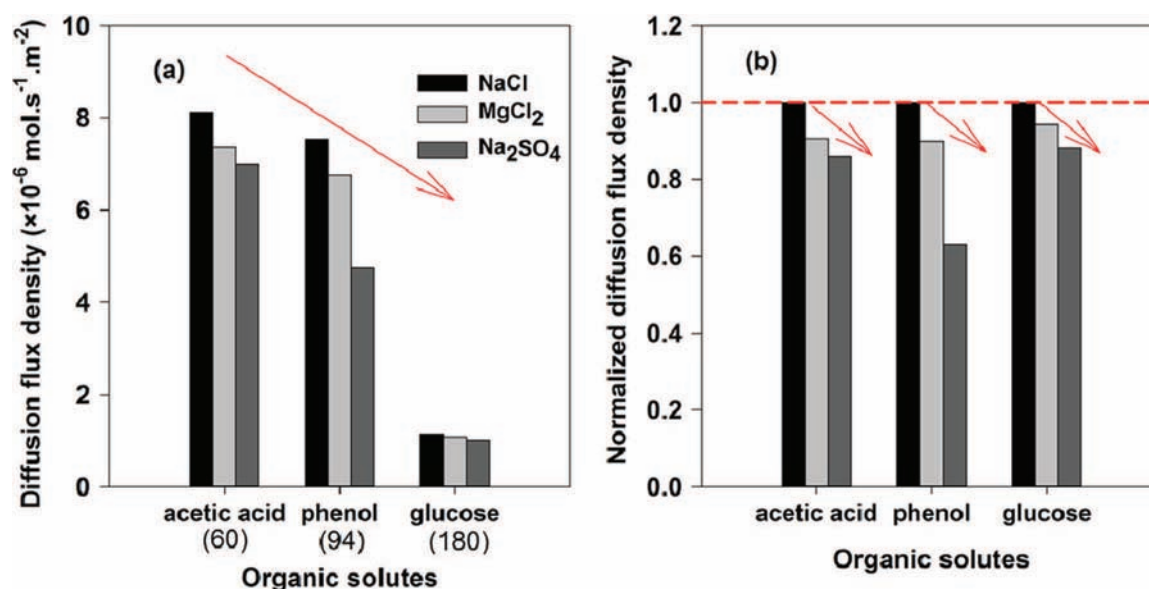 Diffusion flux density (×10⁻⁶ mol.s⁻¹.m⁻²)
10
8
6
4
2
0
(a)
NaCl
MgCl₂
Na₂SO₄
acetic acid phenol glucose
(60) (94) (180)
Organic solutes
Normalized diffusion flux density
1.2
1.0
0.8
0.6
0.4
0.2
0.0
(b)
acetic acid phenol glucose
Organic solutes